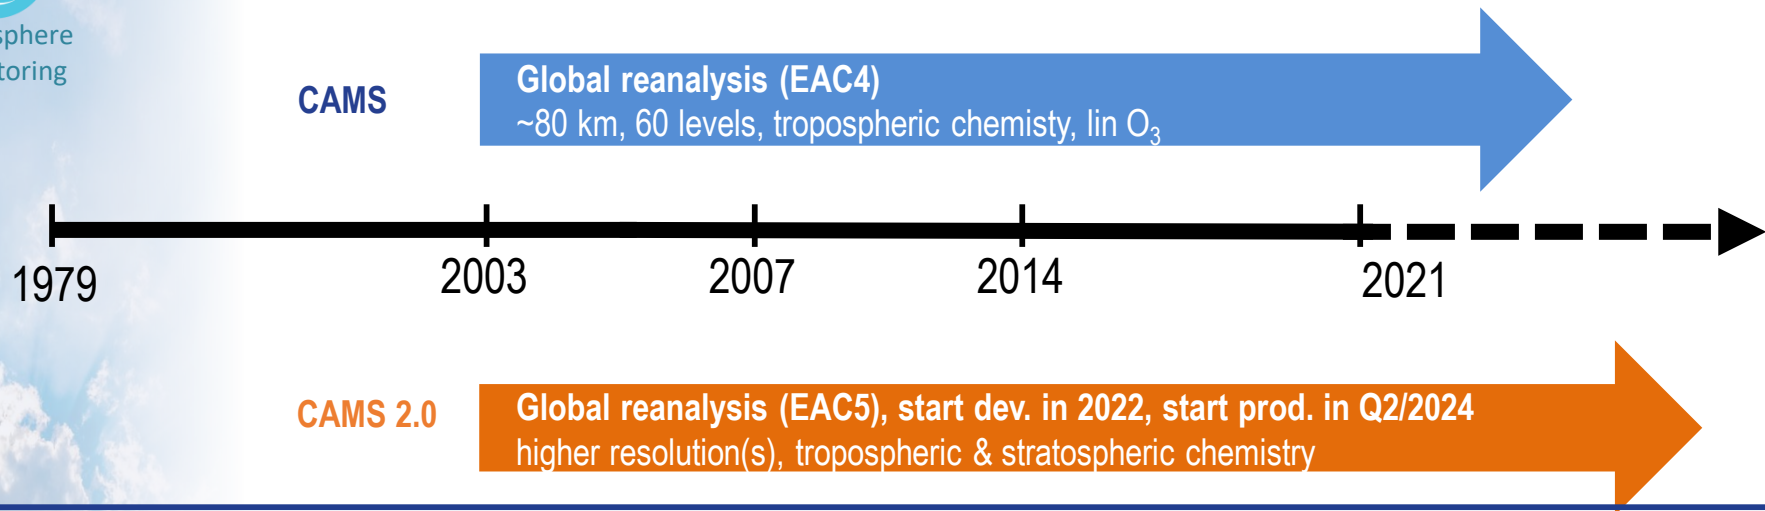 sphere
toring
CAMS
Global reanalysis (EAC4)
~80 km, 60 levels, tropospheric chemisty, lin O₃
1979
2003
2007
2014
2021
CAMS 2.0
Global reanalysis (EAC5), start dev. in 2022, start prod. in Q2/2024
higher resolution(s), tropospheric & stratospheric chemistry